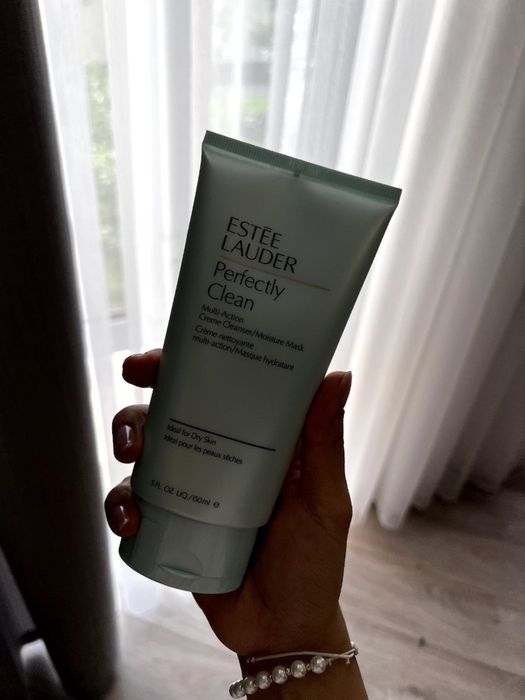 ESTĒE
LAUDER
Perfectly
Clean
Multi-Action
Creme Cleanser/Moisture Mask
Crème nettoyante
multi-action/Masque hydratant
Ideal for Dry Skin
Idéal pour les peaux sèches
5 FL.OZ.LIQ./150ml ℮